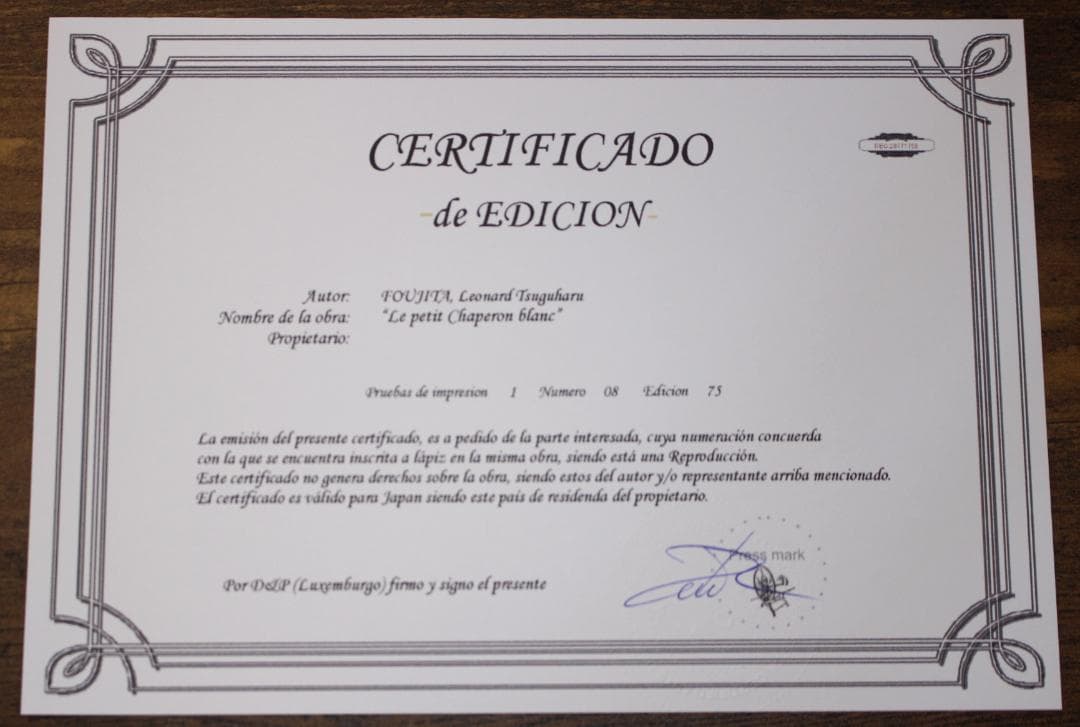 CERTIFICADO
-de EDICION-
Autor: FOUJITA, Leonard Tsuguharu
Nombre de la obra: "Le petit Chaperon blanc"
Propietario:
Pruebas de impresion 1 Numero 08 Edicion 75
La emisión del presente certificado, es a pedido de la parte interesada, cuya numeración concuerda
con la que se encuentra inscrita a lápiz en la misma obra, siendo está una Reproducción.
Este certificado no genera derechos sobre la obra, siendo estos del autor y/o representante arriba mencionado.
El certificado es válido para Japan siendo este país de residenda del propietario.
Press mark
Por D&P (Luxemburgo) firmo y signo el presente